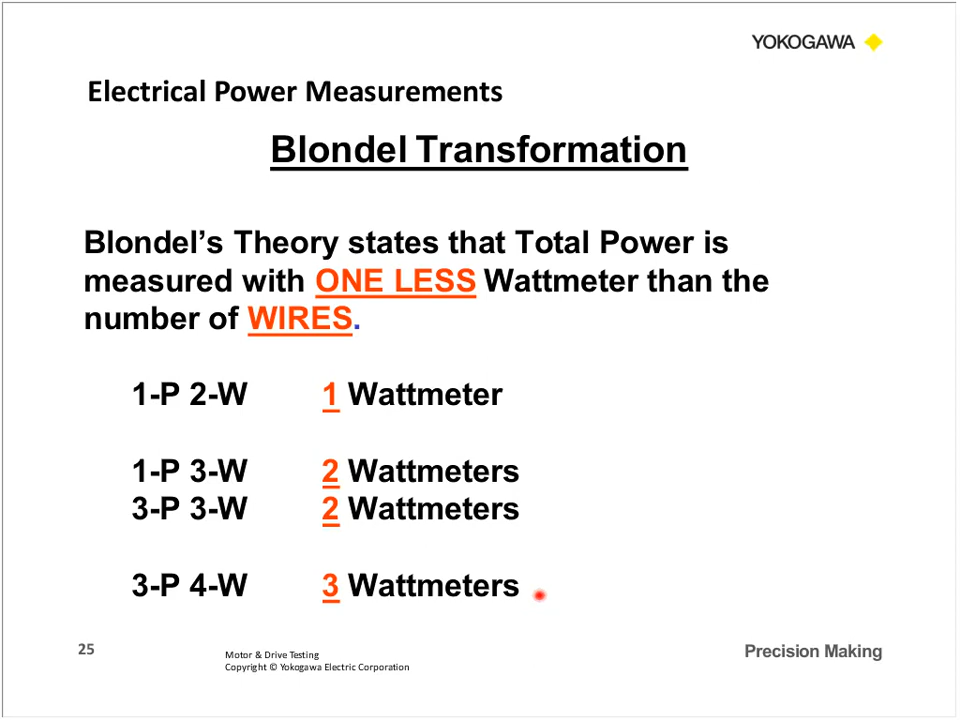 YOKOGAWA
Electrical Power Measurements
Blondel Transformation
Blondel’s Theory states that Total Power is
measured with ONE LESS Wattmeter than the
number of WIRES.
1-P 2-W 1 Wattmeter
1-P 3-W 2 Wattmeters
3-P 3-W 2 Wattmeters
3-P 4-W 3 Wattmeters
25
Motor & Drive Testing
Copyright © Yokogawa Electric Corporation
Precision Making